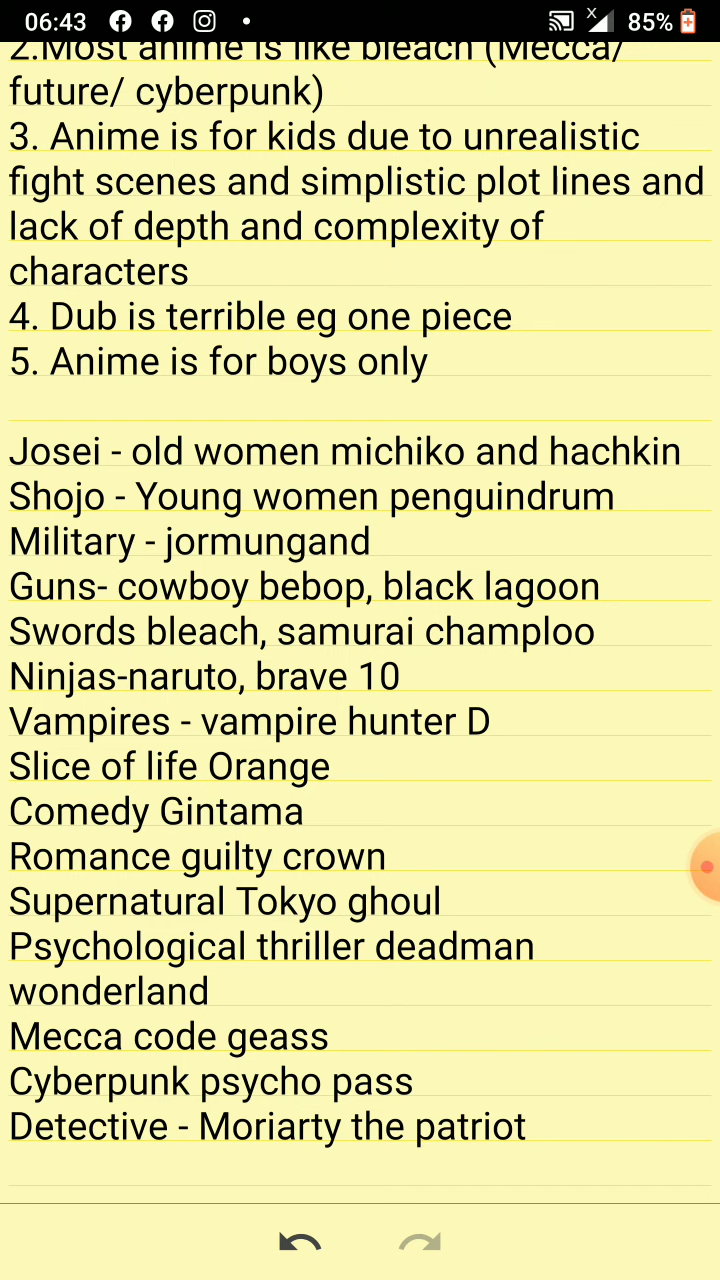 06:43
X
85%
2.Most anime is like bleach (Mecca/
future/ cyberpunk)
3. Anime is for kids due to unrealistic
fight scenes and simplistic plot lines and
lack of depth and complexity of
characters
4. Dub is terrible eg one piece
5. Anime is for boys only
Josei - old women michiko and hachkin
Shojo - Young women penguindrum
Military - jormungand
Guns- cowboy bebop, black lagoon
Swords bleach, samurai champloo
Ninjas-naruto, brave 10
Vampires - vampire hunter D
Slice of life Orange
Comedy Gintama
Romance guilty crown
Supernatural Tokyo ghoul
Psychological thriller deadman
wonderland
Mecca code geass
Cyberpunk psycho pass
Detective - Moriarty the patriot